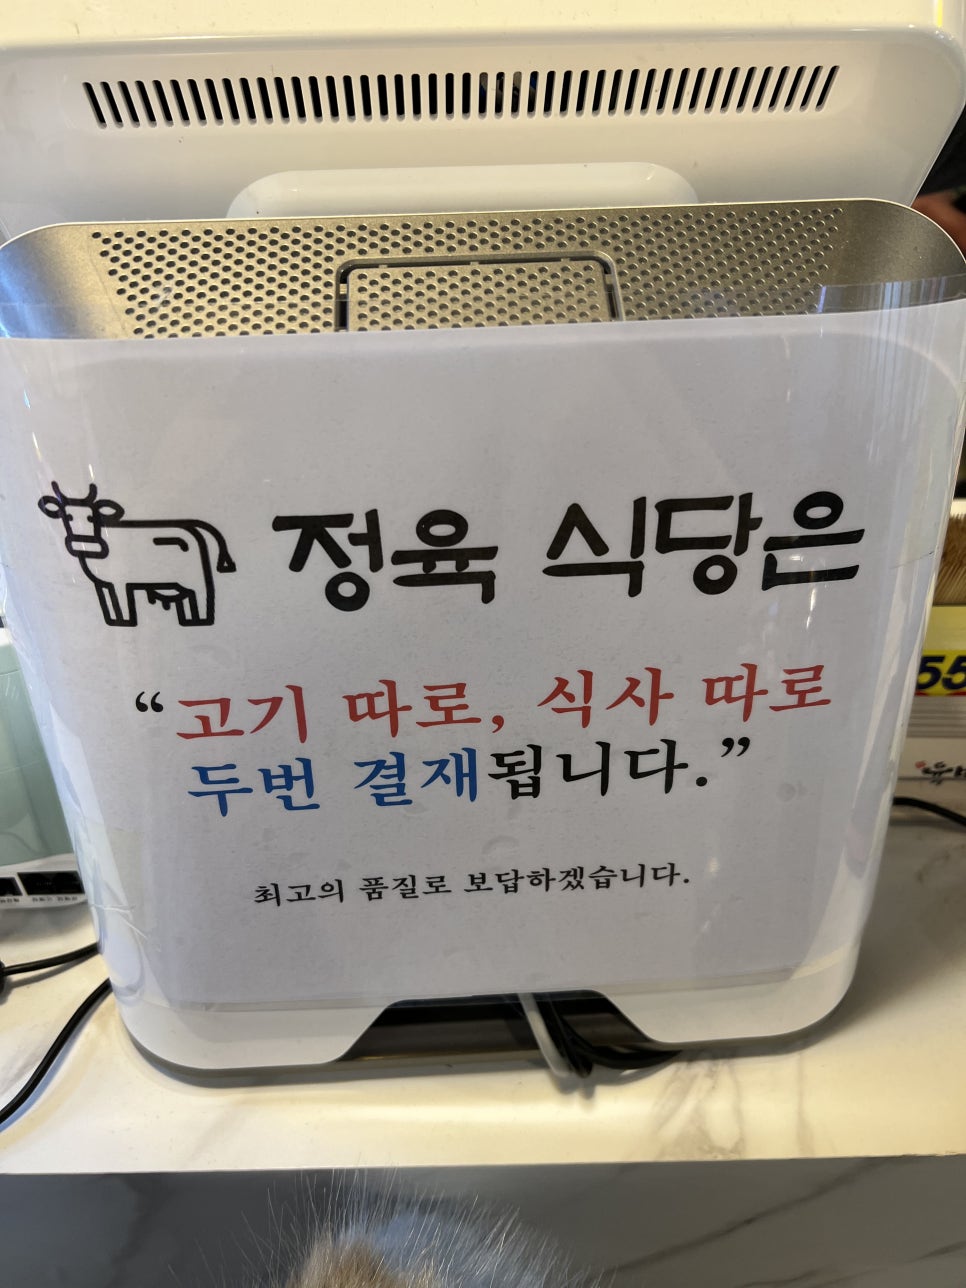 정육 식당은
“고기 따로, 식사 따로
두번 결재됩니다.”
최고의 품질로 보답하겠습니다.
55